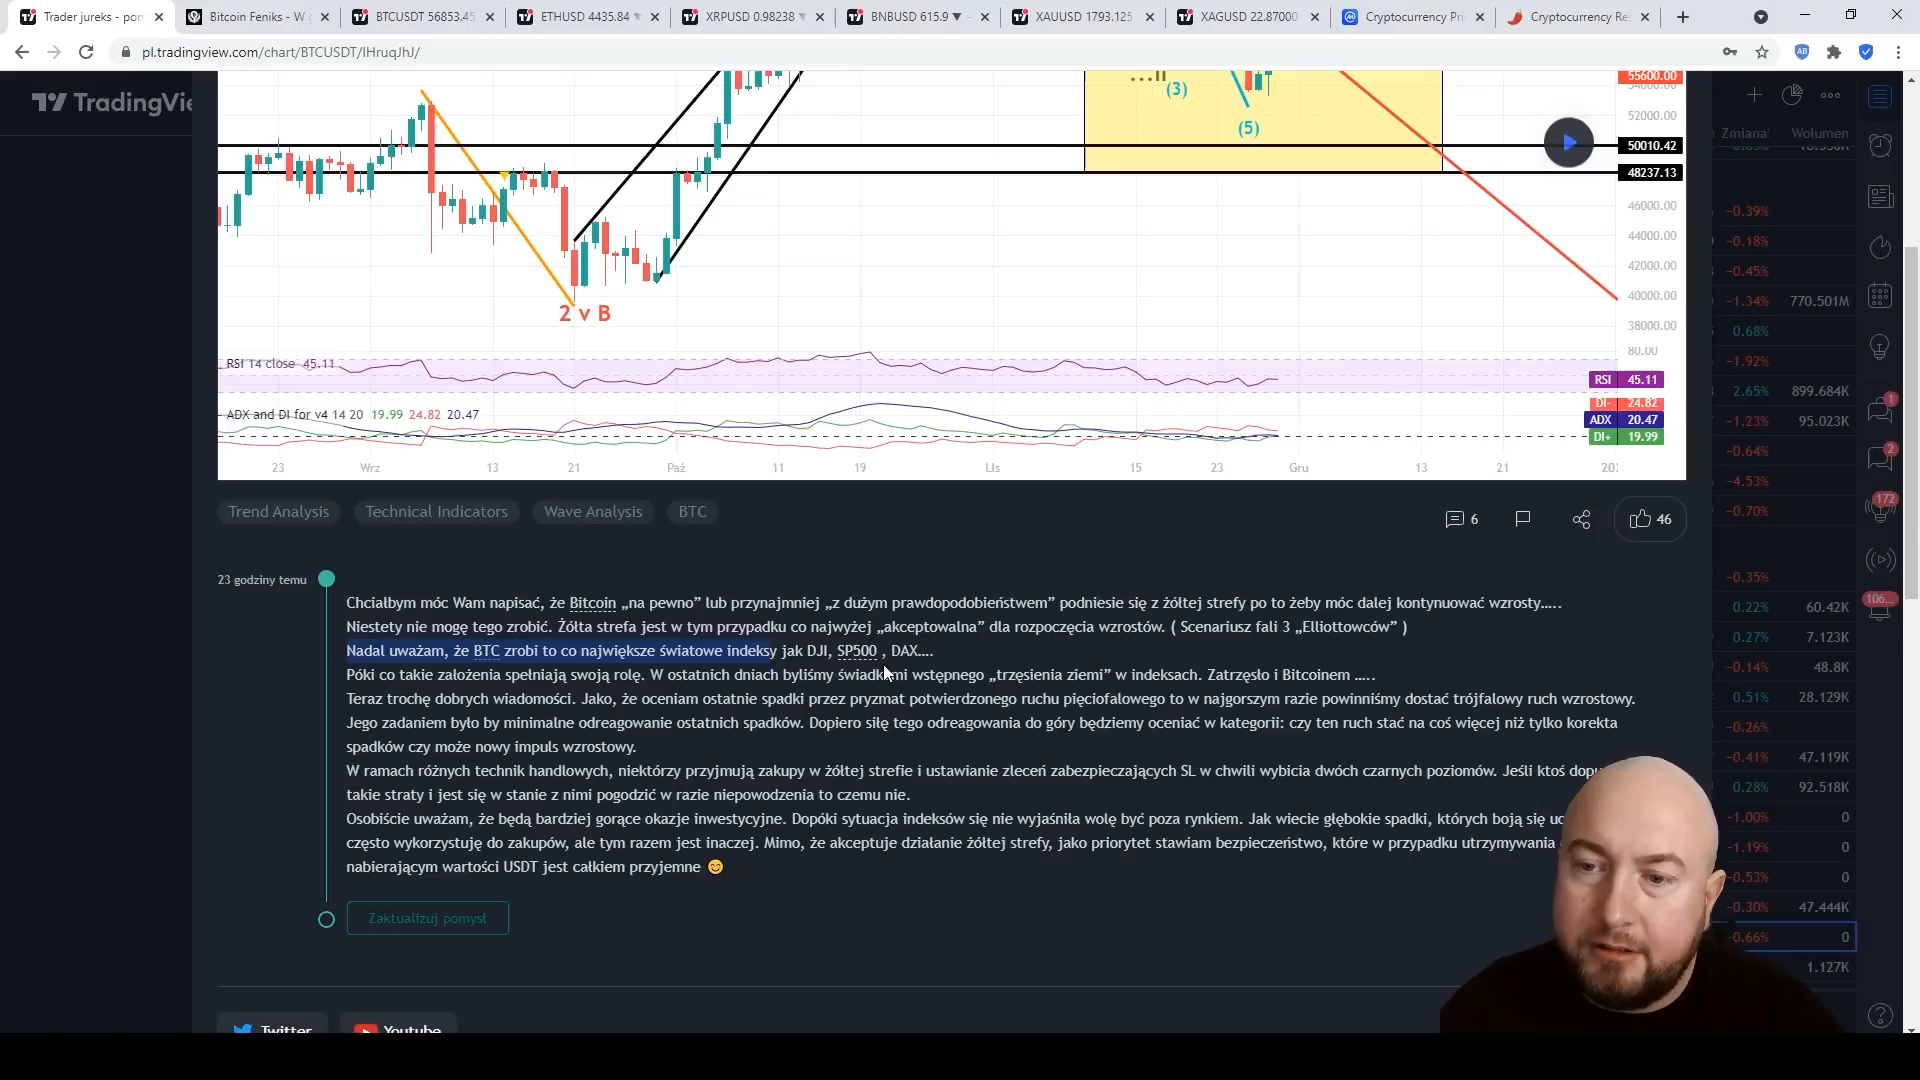 Trader jureks - por
Bitcoin Feniks - W
BTCUSDT 56853.45
ETHUSD 4435.84 ▼
XRPUSD 0.98238 ▼
BNBUSD 615.9 ▼ −
XAUUSD 1793.125
XAGUSD 22.87000
Cryptocurrency Pri
Cryptocurrency Re
pl.tradingview.com/chart/BTCUSDT/IHruqJhJ/
TradingVie
...II
(3)
(5)
2 v B
55600.00
54000.00
52000.00
50010.42
48237.13
46000.00
44000.00
42000.00
40000.00
38000.00
80.00
RSI 14 close 45.11
RSI 45.11
DI- 24.82
ADX and DI for v4 14 20 19.99 24.82 20.47
ADX 20.47
DI+ 19.99
23 Wrz 13 21 Paź 11 19 Lis 15 23 Gru 13 21 202
Trend Analysis Technical Indicators Wave Analysis BTC
6 46
23 godziny temu
Chciałbym móc Wam napisać, że Bitcoin „na pewno” lub przynajmniej „z dużym prawdopodobieństwem” podniesie się z żółtej strefy po to żeby móc dalej kontynuować wzrosty.....
Niestety nie mogę tego zrobić. Żółta strefa jest w tym przypadku co najwyżej „akceptowalna” dla rozpoczęcia wzrostów. ( Scenariusz fali 3 „Elliottowców” )
Nadal uważam, że BTC zrobi to co największe światowe indeksy jak DJI, SP500 , DAX....
Póki co takie założenia spełniają swoją rolę. W ostatnich dniach byliśmy świadkami wstępnego „trzęsienia ziemi” w indeksach. Zatrzęsło i Bitcoinem .....
Teraz trochę dobrych wiadomości. Jako, że oceniam ostatnie spadki przez pryzmat potwierdzonego ruchu pięciofalowego to w najgorszym razie powinniśmy dostać trójfalowy ruch wzrostowy.
Jego zadaniem było by minimalne odreagowanie ostatnich spadków. Dopiero siłę tego odreagowania do góry będziemy oceniać w kategorii: czy ten ruch stać na coś więcej niż tylko korekta
spadków czy może nowy impuls wzrostowy.
W ramach różnych technik handlowych, niektórzy przyjmują zakupy w żółtej strefie i ustawianie zleceń zabezpieczających SL w chwili wybicia dwóch czarnych poziomów. Jeśli ktoś dopu
takie straty i jest się w stanie z nimi pogodzić w razie niepowodzenia to czemu nie.
Osobiście uważam, że będą bardziej gorące okazje inwestycyjne. Dopóki sytuacja indeksów się nie wyjaśniła wolę być poza rynkiem. Jak wiecie głębokie spadki, których boją się uc
często wykorzystuję do zakupów, ale tym razem jest inaczej. Mimo, że akceptuje działanie żółtej strefy, jako priorytet stawiam bezpieczeństwo, które w przypadku utrzymywania
nabierającym wartości USDT jest całkiem przyjemne 😊
Zaktualizuj pomysł
Twitter Youtube
Zmiana% Wolumen
-0.39%
-0.18%
-0.45%
-1.34% 770.501M
0.68%
-1.92%
2.65% 899.684K
-1.23% 95.023K
-0.64%
-4.53%
-0.70%
-0.35%
0.22% 60.42K
0.27% 7.123K
-0.14% 48.8K
0.51% 28.129K
-0.26%
-0.41% 47.119K
0.28% 92.518K
-1.00% 0
-1.19% 0
-0.53% 0
-0.30% 47.444K
-0.66% 0
1.127K
1
2
172
106